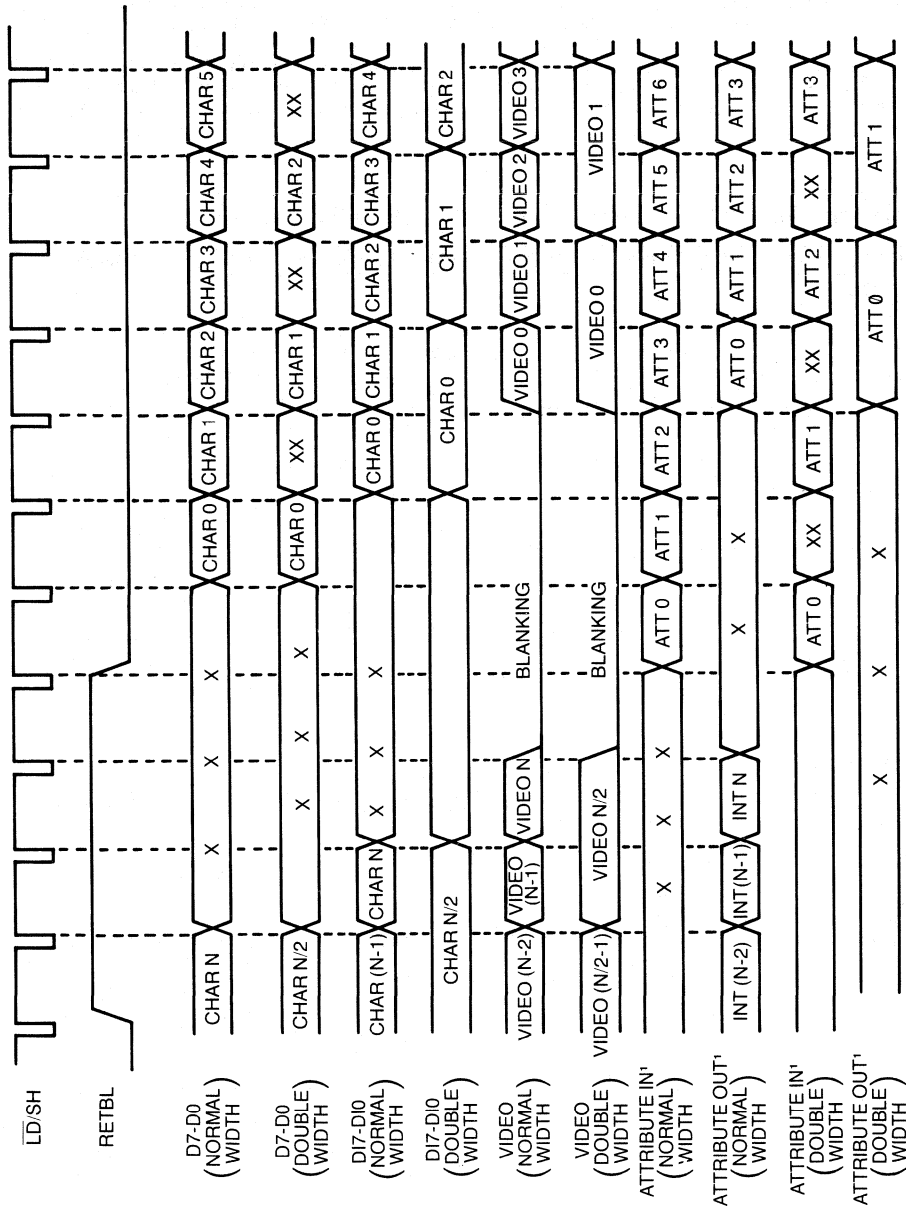 L̅D̅/SH
RETBL
D7-D0
(NORMAL
WIDTH)
CHAR N X X X CHAR 0 CHAR 1 CHAR 2 CHAR 3 CHAR 4 CHAR 5
D7-D0
(DOUBLE
WIDTH)
CHAR N/2 X X X CHAR 0 XX CHAR 1 XX CHAR 2 XX
DI7-DI0
(NORMAL
WIDTH)
CHAR (N-1) CHAR N X X X CHAR 0 CHAR 1 CHAR 2 CHAR 3 CHAR 4
DI7-DI0
(DOUBLE
WIDTH)
CHAR N/2 CHAR 0 CHAR 1 CHAR 2
VIDEO
(NORMAL
WIDTH)
VIDEO (N-2) VIDEO (N-1) VIDEO N BLANKING VIDEO 0 VIDEO 1 VIDEO 2 VIDEO 3
VIDEO
(DOUBLE
WIDTH)
VIDEO (N/2-1) VIDEO N/2 BLANKING VIDEO 0 VIDEO 1
ATTRIBUTE IN¹
(NORMAL
WIDTH)
X X X ATT 0 ATT 1 ATT 2 ATT 3 ATT 4 ATT 5 ATT 6
ATTRIBUTE OUT¹
(NORMAL
WIDTH)
INT (N-2) INT (N-1) INT N X X ATT 0 ATT 1 ATT 2 ATT 3
ATTRIBUTE IN¹
(DOUBLE
WIDTH)
ATT 0 XX ATT 1 XX ATT 2 XX ATT 3
ATTRIBUTE OUT¹
(DOUBLE
WIDTH)
X X X ATT 0 ATT 1